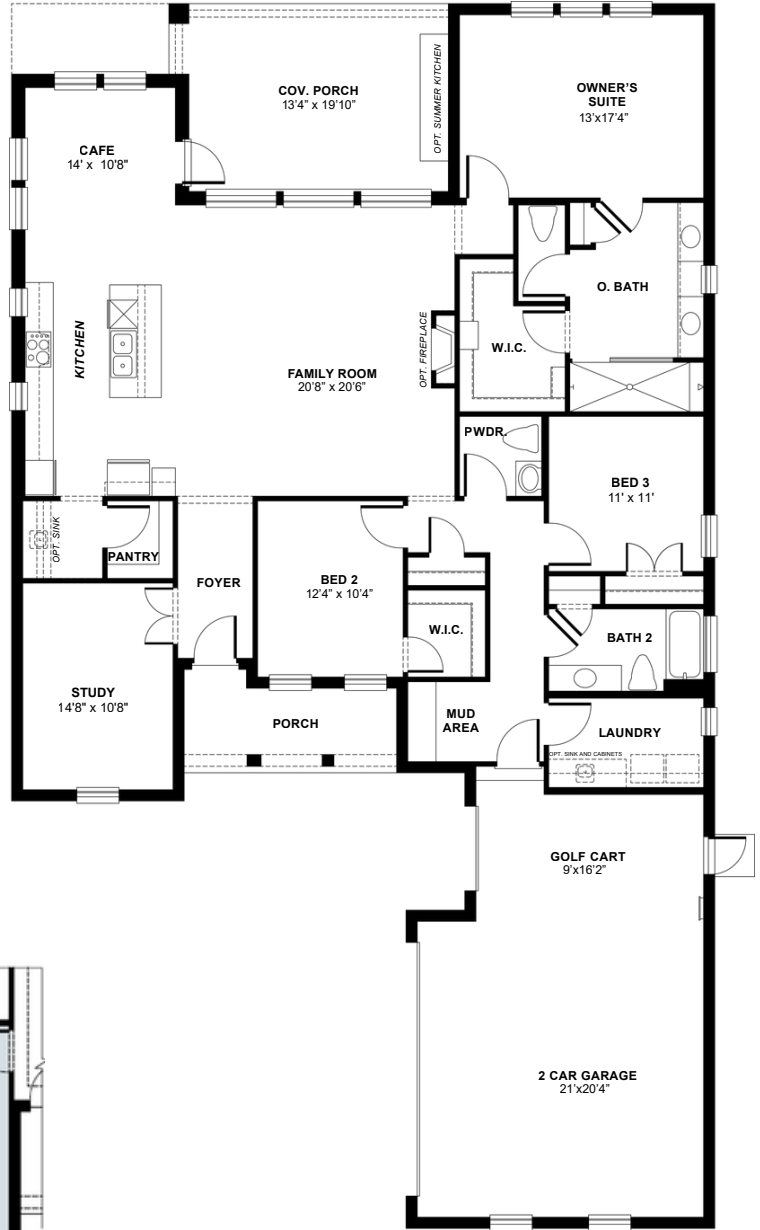 COV. PORCH
13'4" x 19'10"
OPT. SUMMER KITCHEN
OWNER'S
SUITE
13'x17'4"
CAFE
14' x 10'8"
O. BATH
KITCHEN
W.I.C.
OPT. FIREPLACE
FAMILY ROOM
20'8" x 20'6"
PWDR.
BED 3
11' x 11'
OPT. SINK
PANTRY
FOYER
BED 2
12'4" x 10'4"
W.I.C.
BATH 2
STUDY
14'8" x 10'8"
PORCH
MUD
AREA
LAUNDRY
OPT. SINK AND CABINETS
GOLF CART
9'x16'2"
2 CAR GARAGE
21'x20'4"